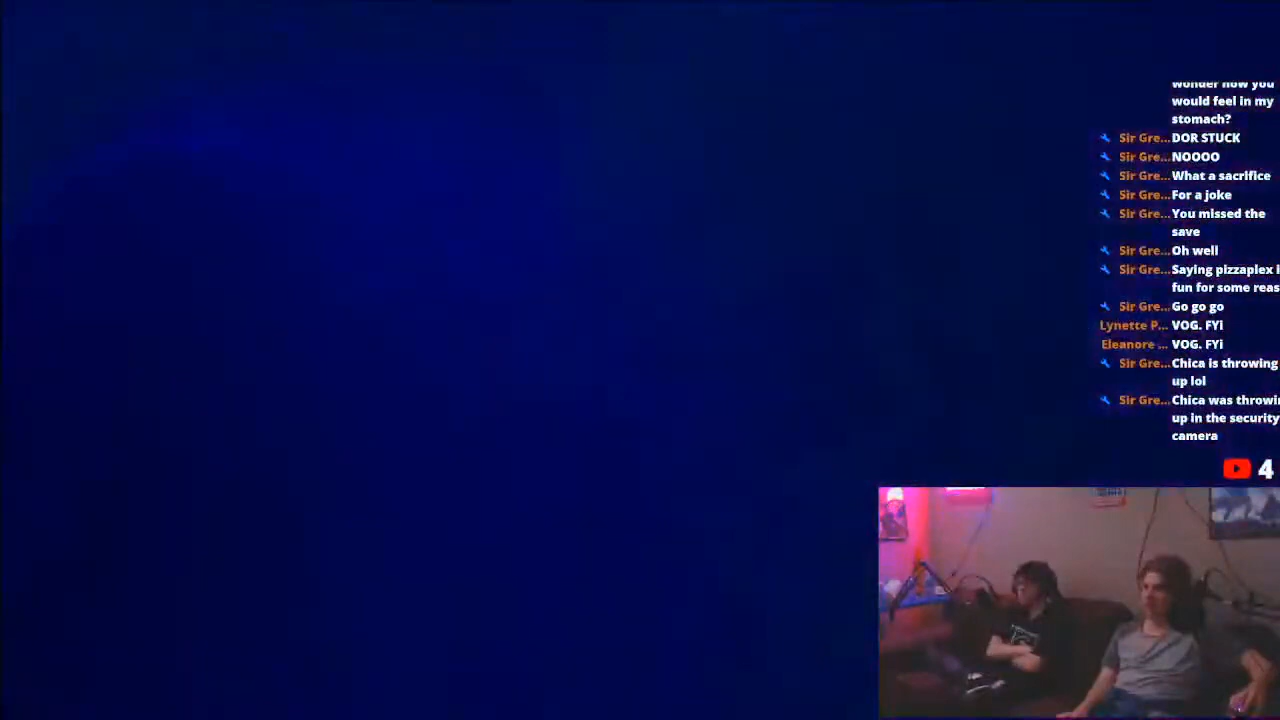 wonder how you
would feel in my
stomach?
Sir Gre... DOR STUCK
Sir Gre... NOOOO
Sir Gre... What a sacrifice
Sir Gre... For a joke
Sir Gre... You missed the
save
Sir Gre... Oh well
Sir Gre... Saying pizzaplex i
fun for some reas
Sir Gre... Go go go
Lynette P... VOG. FYi
Eleanore ... VOG. FYi
Sir Gre... Chica is throwing
up lol
Sir Gre... Chica was throwi
up in the security
camera
4